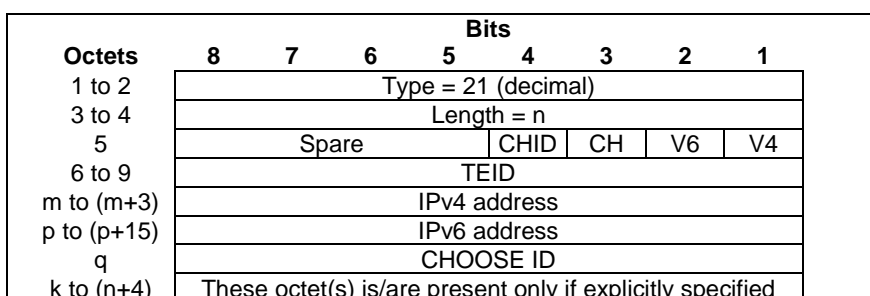 Bits
Octets 8 7 6 5 4 3 2 1
1 to 2 Type = 21 (decimal)
3 to 4 Length = n
5 Spare CHID CH V6 V4
6 to 9 TEID
m to (m+3) IPv4 address
p to (p+15) IPv6 address
q CHOOSE ID
k to (n+4) These octet(s) is/are present only if explicitly specified